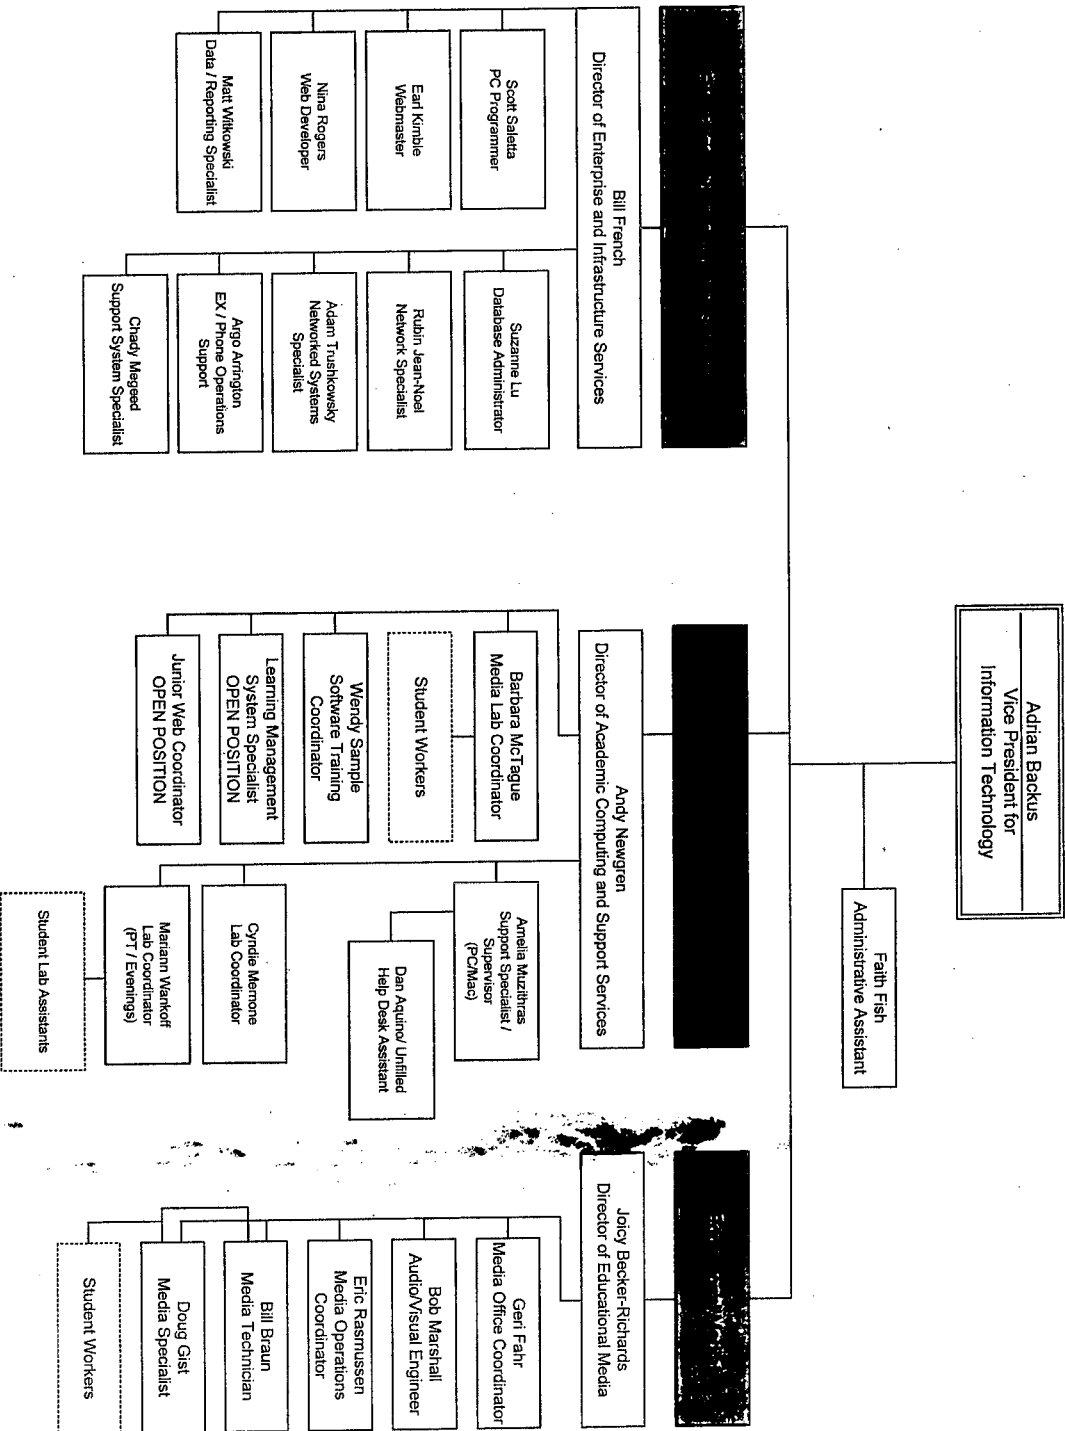 Adrian Backus
Vice President for
Information Technology
Faith Fish
Administrative Assistant
Bill French
Director of Enterprise and Infrastructure Services
Scott Saletta
PC Programmer
Earl Kimble
Webmaster
Nina Rogers
Web Developer
Matt Witkowski
Data / Reporting Specialist
Suzanne Lu
Database Administrator
Rubin Jean-Noel
Network Specialist
Adam Trushkowsky
Networked Systems
Specialist
Argo Arrington
EX / Phone Operations
Support
Chady Megeed
Support System Specialist
Andy Newgren
Director of Academic Computing and Support Services
Barbara McTague
Media Lab Coordinator
Student Workers
Wendy Sample
Software Training
Coordinator
Learning Management
System Specialist
OPEN POSITION
Junior Web Coordinator
OPEN POSITION
Amelia Muzithras
Support Specialist /
Supervisor
(PC/Mac)
Dan Aquino/ Unfilled
Help Desk Assistant
Cyndie Memone
Lab Coordinator
Mariann Wankoff
Lab Coordinator
(PT / Evenings)
Student Lab Assistants
Joicy Becker-Richards
Director of Educational Media
Geri Fahr
Media Office Coordinator
Bob Marshall
Audio/Visual Engineer
Eric Rasmussen
Media Operations
Coordinator
Bill Braun
Media Technician
Doug Gist
Media Specialist
Student Workers